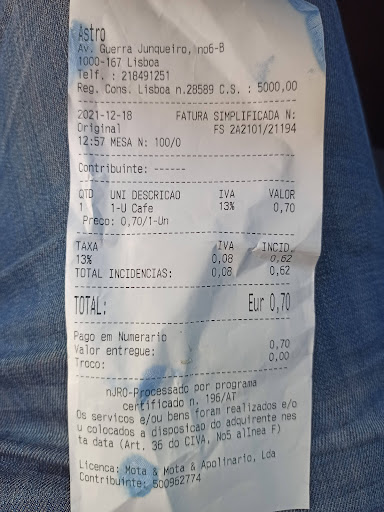 Astro
Av. Guerra Junqueiro, no6-B
1000-167 Lisboa
Telf. : 218491251
Reg. Cons. Lisboa n.28589 C.S. : 5000,00
2021-12-18 FATURA SIMPLIFICADA N:
Original FS 2A2101/21194
12:57 MESA N: 100/0
Contribuinte: ------
QTD UNI DESCRICAO IVA VALOR
1 1-U Cafe 13% 0,70
Preco: 0,70/1-Un
TAXA IVA INCID.
13% 0,08 0,62
TOTAL INCIDENCIAS: 0,08 0,62
TOTAL: Eur 0,70
Pago em Numerario
Valor entregue: 0,70
Troco: 0,00
nJRO-Processado por programa
certificado n. 196/AT
Os servicos e/ou bens foram realizados e/o
u colocados a disposicao do adquirente nes
ta data (Art. 36 do CIVA, No5 alInea F)
Licenca: Mota & Mota & Apolinario, Lda
Contribuinte: 500962774